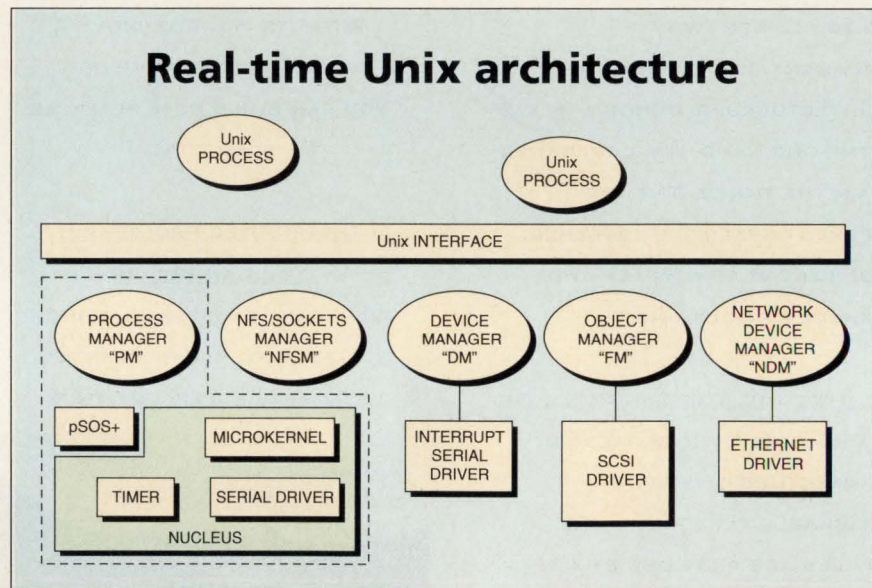 Real-time Unix architecture
Unix
PROCESS
Unix
PROCESS
Unix INTERFACE
PROCESS
MANAGER
“PM”
NFS/SOCKETS
MANAGER
“NFSM”
DEVICE
MANAGER
“DM”
OBJECT
MANAGER
“FM”
NETWORK
DEVICE
MANAGER
“NDM”
pSOS+
MICROKERNEL
TIMER
SERIAL DRIVER
NUCLEUS
INTERRUPT
SERIAL
DRIVER
SCSI
DRIVER
ETHERNET
DRIVER